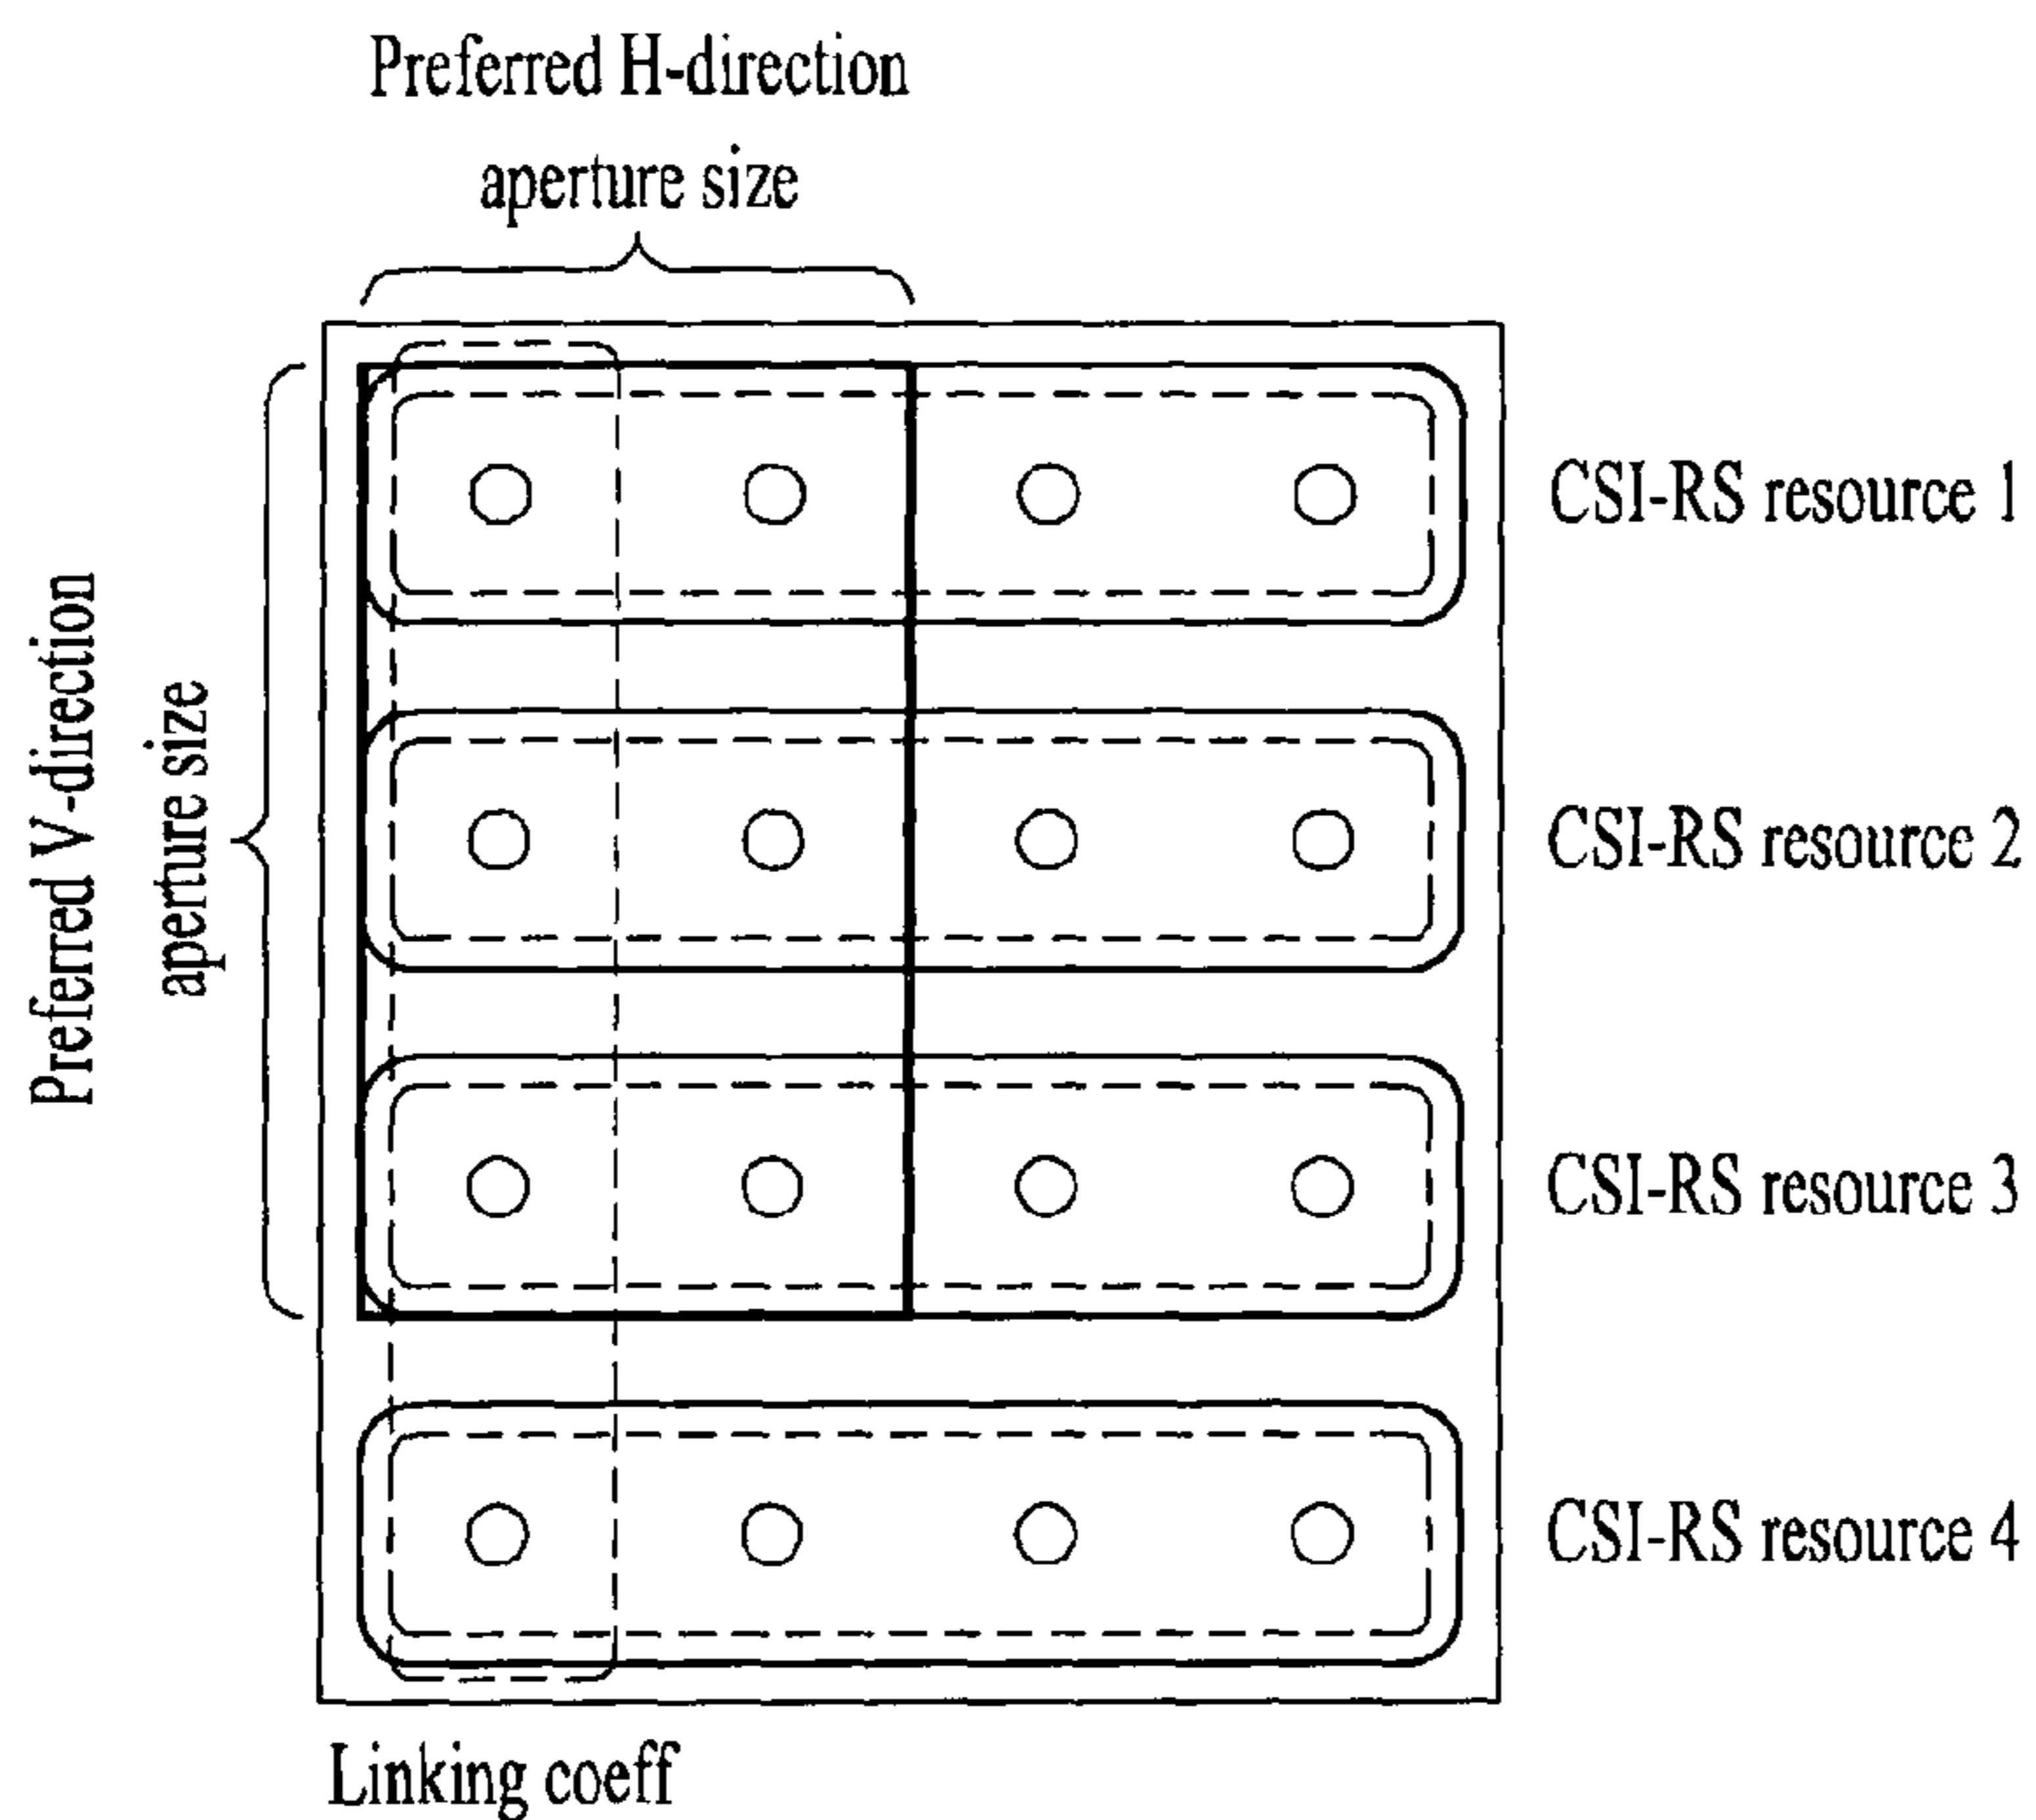 Preferred H-direction
aperture size
Preferred V-direction
aperture size
CSI-RS resource 1
CSI-RS resource 2
CSI-RS resource 3
CSI-RS resource 4
Linking coeff